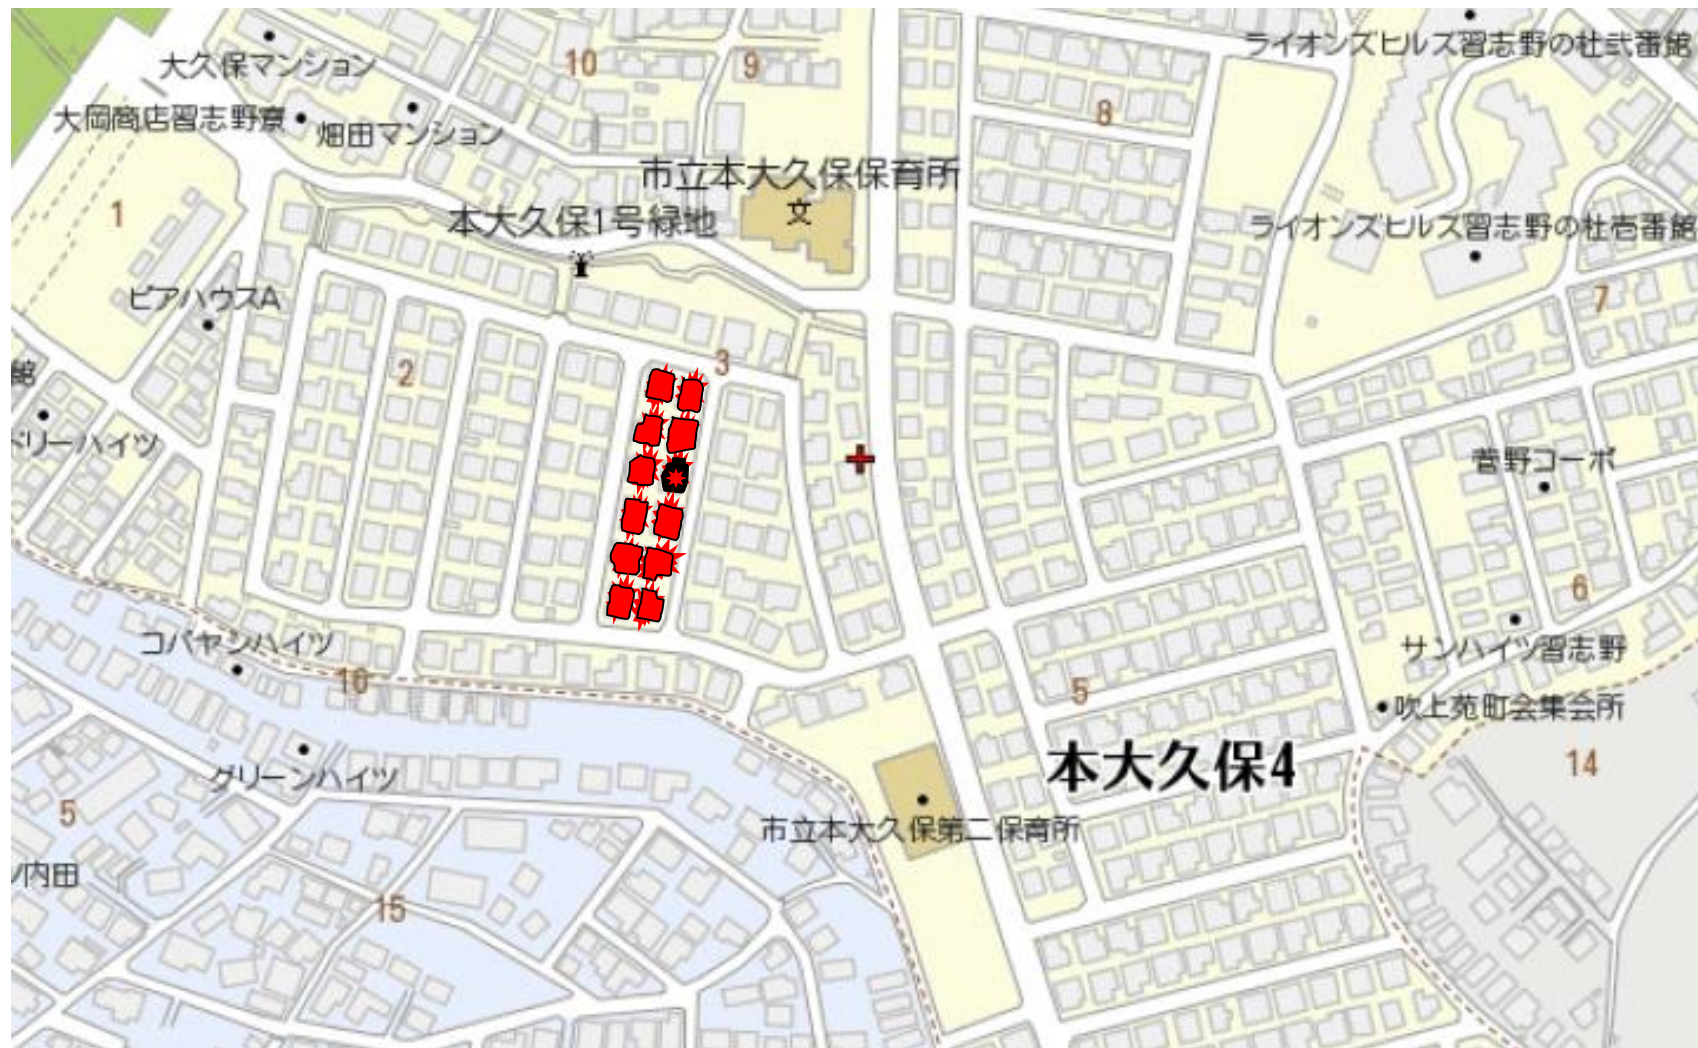 ライオンズヒルズ習志野の杜弐番館
大久保マンション
10
9
大岡商店習志野寮
畑田マンション
8
市立本大久保保育所
文
1
本大久保1号緑地
ライオンズヒルズ習志野の杜壱番館
ピアハウスA
7
館
2
3
ドリーハイツ
菅野コーポ
6
コバヤシハイツ
サンハイツ習志野
16
5
吹上苑町会集会所
グリーンハイツ
本大久保4
14
5
市立本大久保第二保育所
内田
15